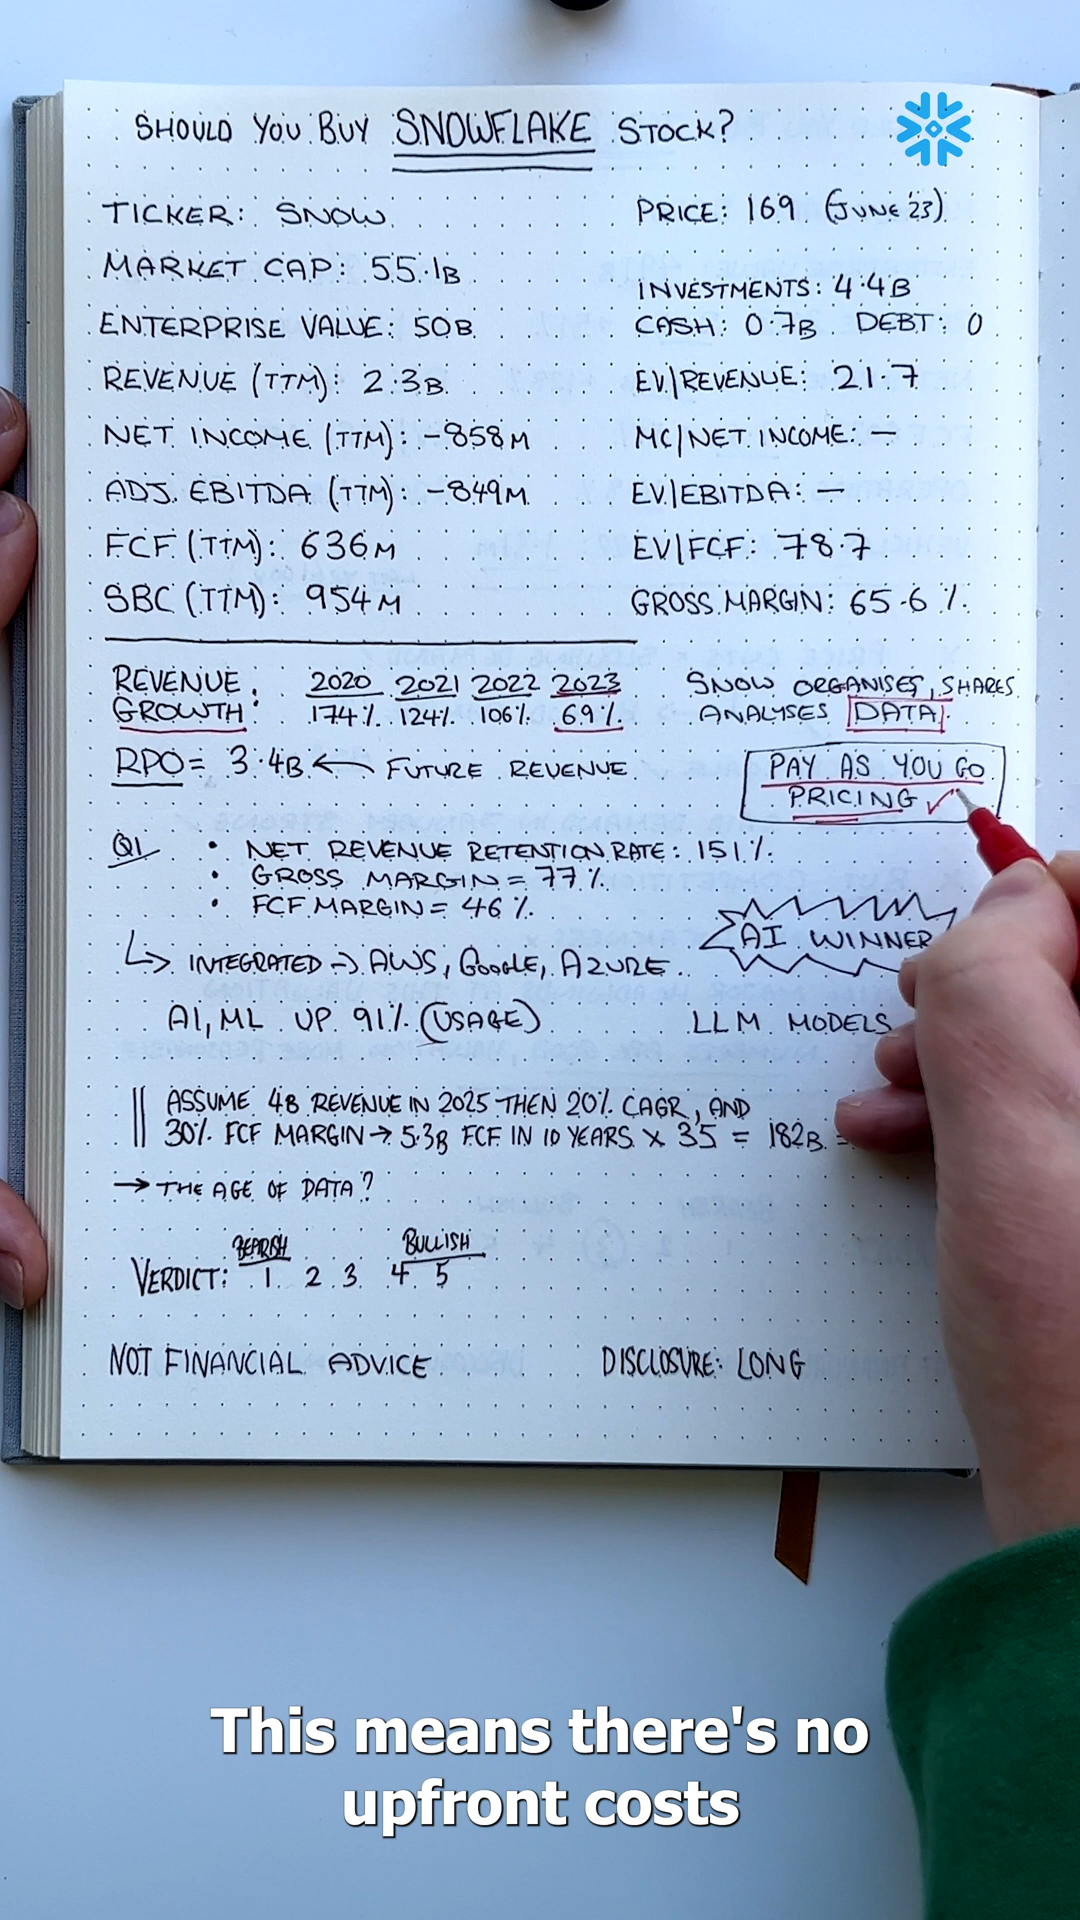 SHOULD YOU BUY SNOWFLAKE STOCK?
TICKER: SNOW
PRICE: 169 (JUNE 23)
MARKET CAP: 55.1B
INVESTMENTS: 4.4B
ENTERPRISE VALUE: 50B
CASH: 0.7B DEBT: 0
REVENUE (TTM): 2.3B
EV/REVENUE: 21.7
NET INCOME (TTM): -858M
MC/NET INCOME: —
ADJ. EBITDA (TTM): -849M
EV/EBITDA: —
FCF (TTM): 636M
EV/FCF: 78.7
SBC (TTM): 954M
GROSS MARGIN: 65.6%
REVENUE GROWTH:
2020 2021 2022 2023
174% 124% 106% 69%
SNOW ORGANISES, SHARES
ANALYSES DATA
RPO = 3.4B ← FUTURE REVENUE
PAY AS YOU GO
PRICING ✓
Q1 • NET REVENUE RETENTION RATE: 151%
• GROSS MARGIN = 77%
• FCF MARGIN = 46%
AI WINNER
↳ INTEGRATED → AWS, GOOGLE, AZURE
AI, ML UP 91% (USAGE)
LLM MODELS
ASSUME 4B REVENUE IN 2025 THEN 20% CAGR, AND
30% FCF MARGIN → 5.3B FCF IN 10 YEARS × 35 = 182B =
→ THE AGE OF DATA?
BEARISH BULLISH
VERDICT: 1 2 3 4 5
NOT FINANCIAL ADVICE
DISCLOSURE: LONG
This means there's no
upfront costs